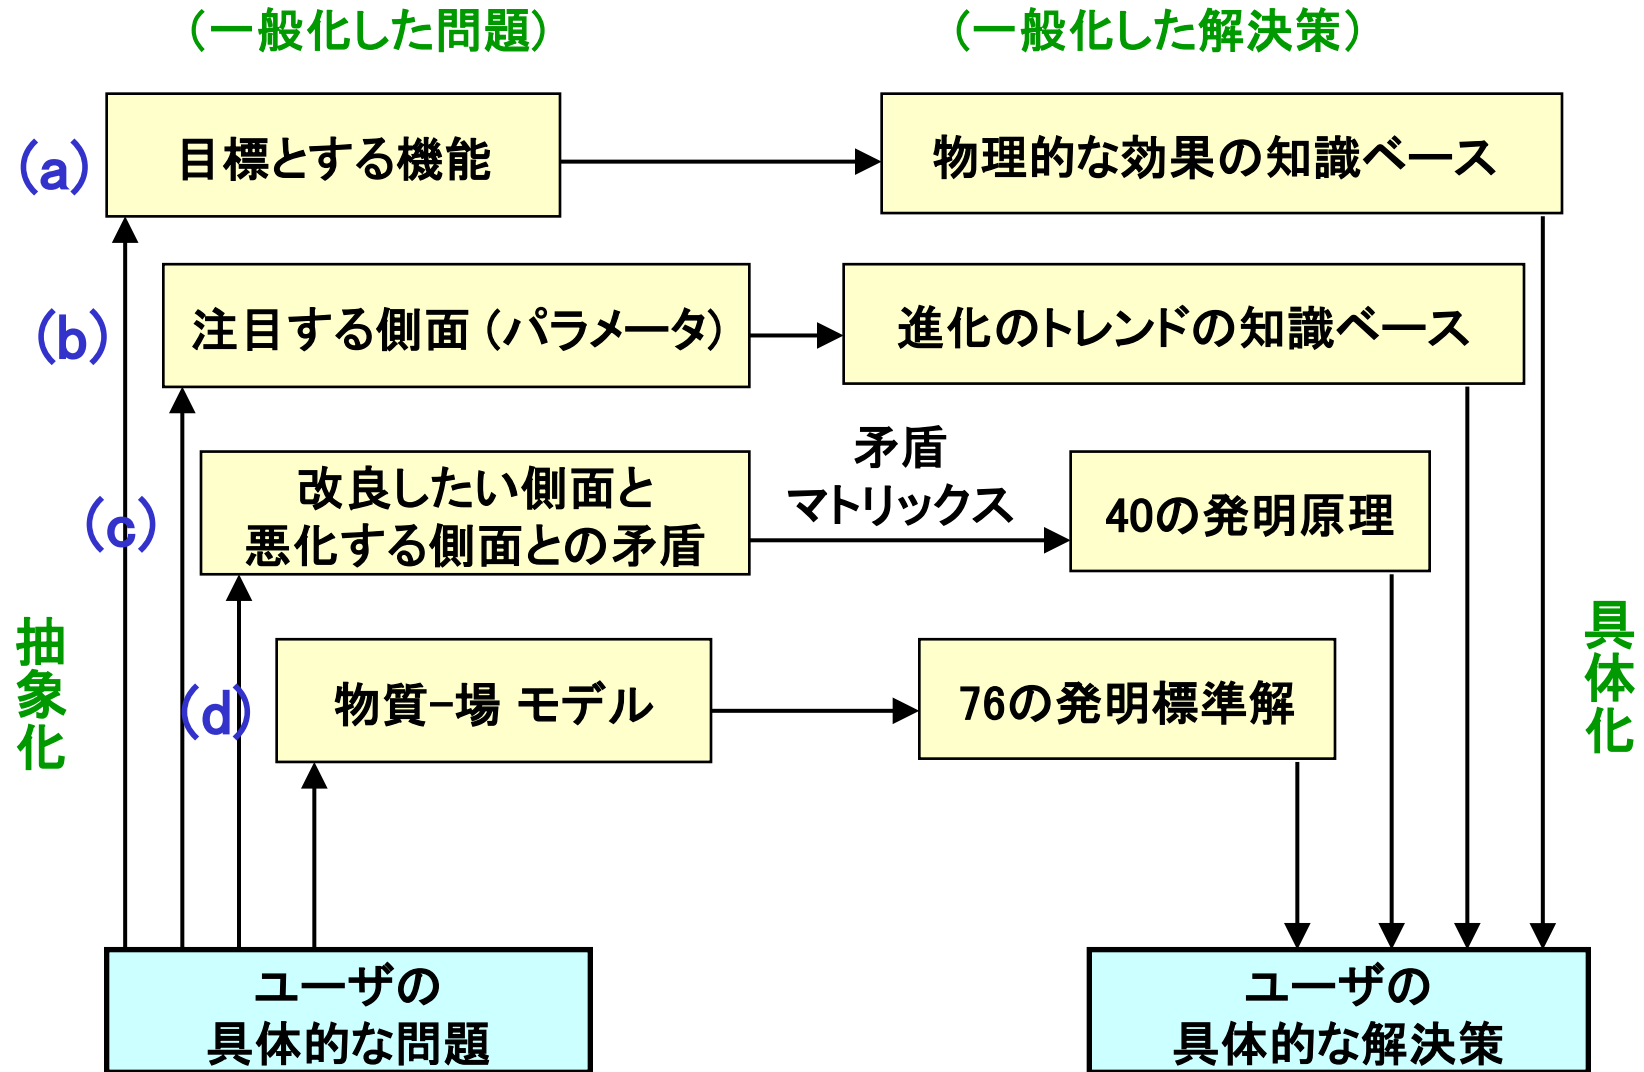 （一般化した問題）
（一般化した解決策）
(a)
目標とする機能
物理的な効果の知識ベース
(b)
注目する側面（パラメータ）
進化のトレンドの知識ベース
(c)
改良したい側面と
悪化する側面との矛盾
矛盾
マトリックス
40の発明原理
(d)
物質-場 モデル
76の発明標準解
抽象化
具体化
ユーザの
具体的な問題
ユーザの
具体的な解決策